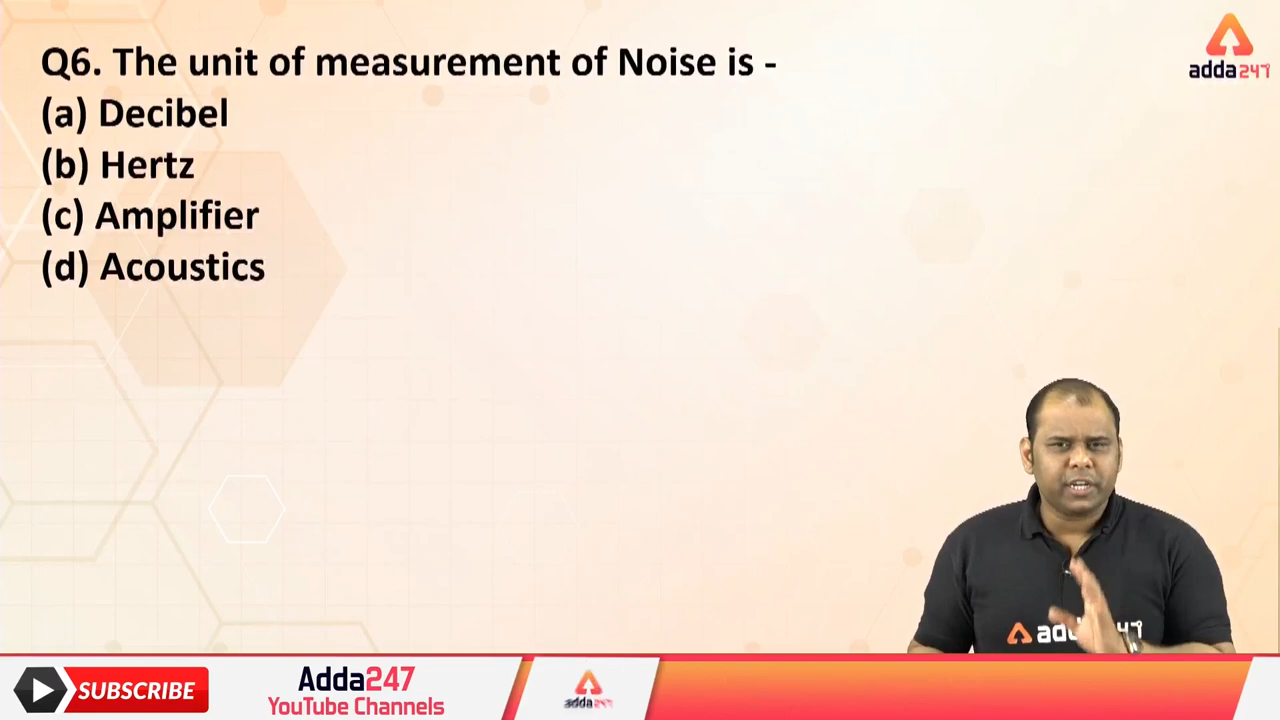 Q6. The unit of measurement of Noise is -
(a) Decibel
(b) Hertz
(c) Amplifier
(d) Acoustics
adda247
SUBSCRIBE
Adda247
YouTube Channels
adda247